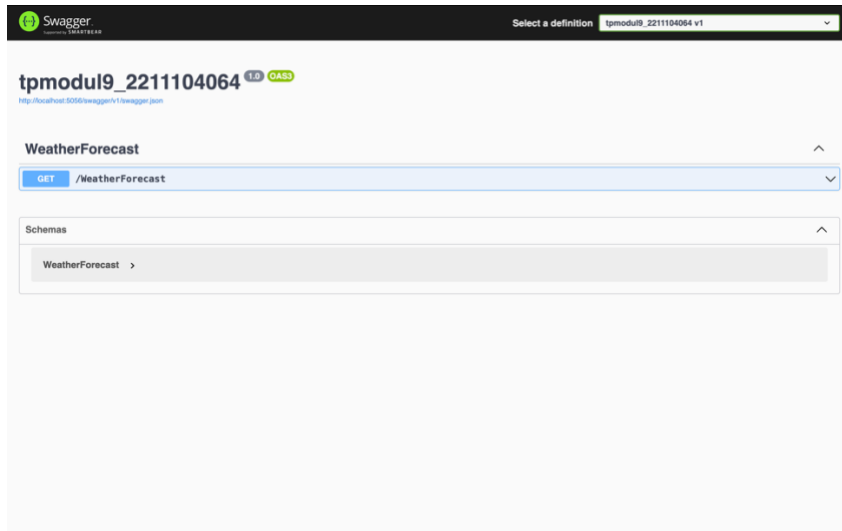 Swagger.
Supported by SMARTBEAR
Select a definition
tpmodul9_2211104064 v1
tpmodul9_2211104064 1.0 OAS3
http://localhost:5056/swagger/v1/swagger.json
WeatherForecast
GET /WeatherForecast
Schemas
WeatherForecast